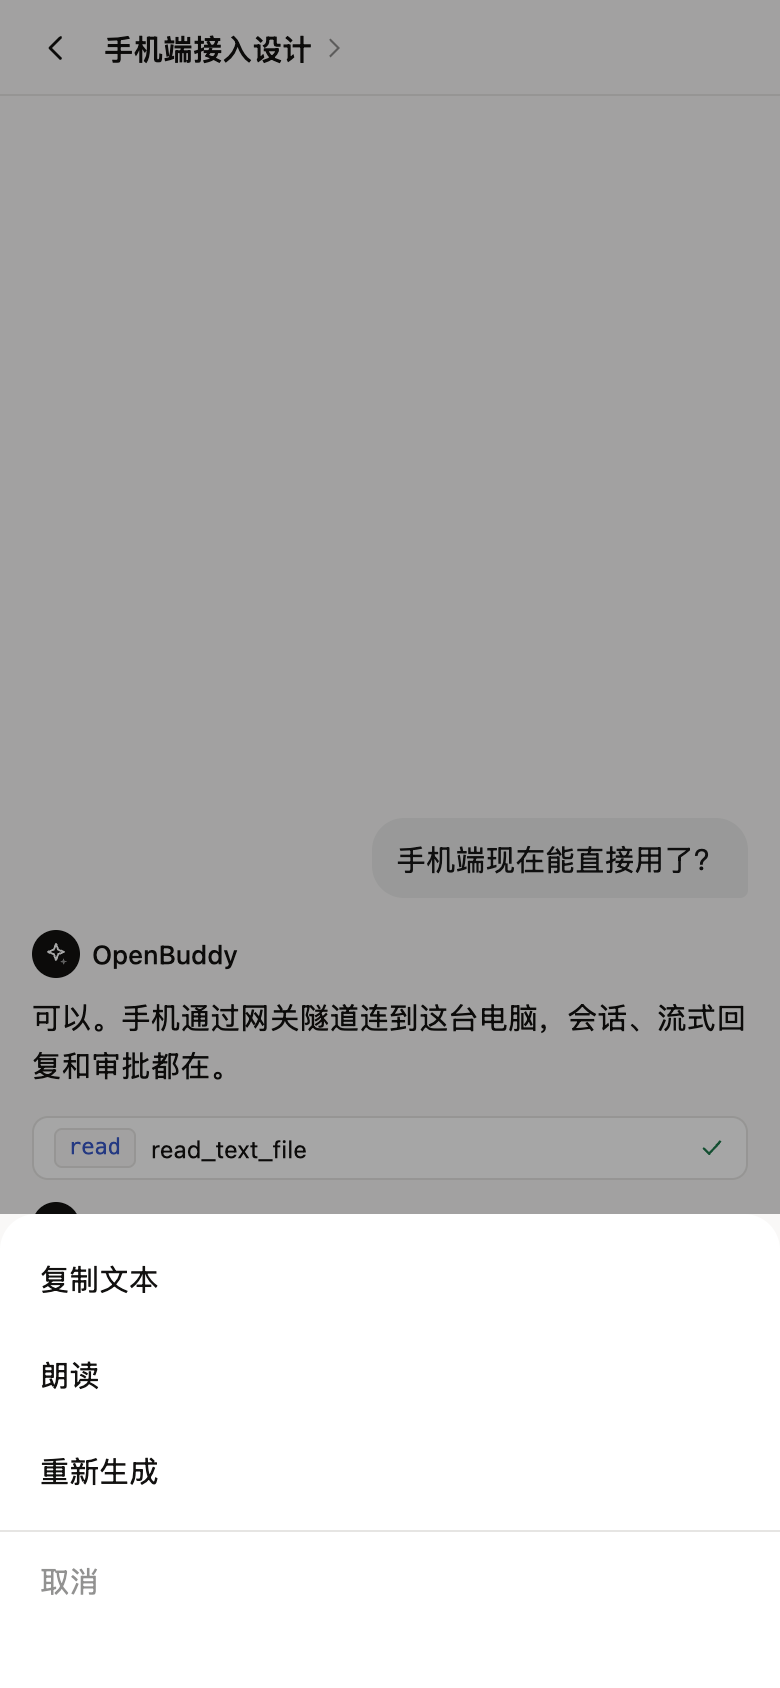 手机端接入设计
手机端现在能直接用了？
OpenBuddy
可以。手机通过网关隧道连到这台电脑，会话、流式回
复和审批都在。
read read_text_file
复制文本
朗读
重新生成
取消